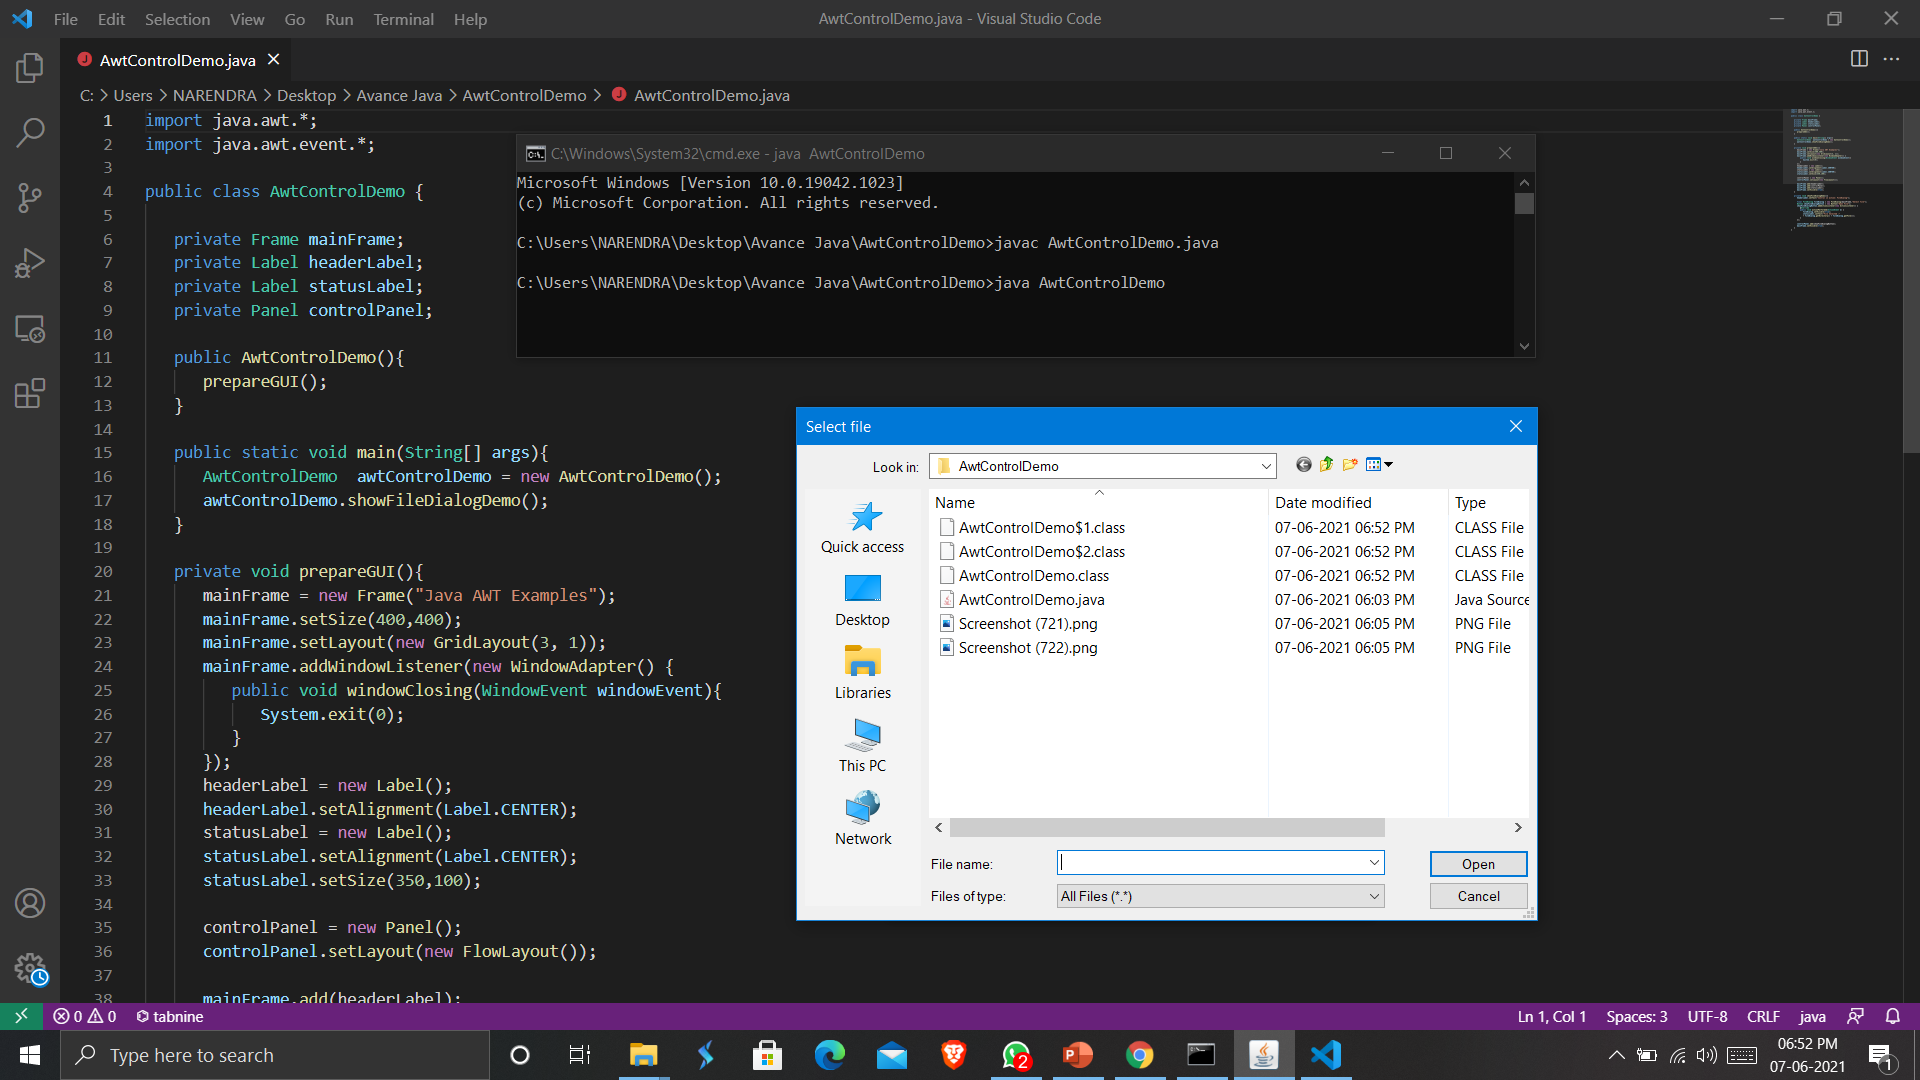 File Edit Selection View Go Run Terminal Help
AwtControlDemo.java - Visual Studio Code
AwtControlDemo.java
C: > Users > NARENDRA > Desktop > Avance Java > AwtControlDemo > AwtControlDemo.java
1 import java.awt.*;
2 import java.awt.event.*;
3
4 public class AwtControlDemo {
5
6 private Frame mainFrame;
7 private Label headerLabel;
8 private Label statusLabel;
9 private Panel controlPanel;
10
11 public AwtControlDemo(){
12 prepareGUI();
13 }
14
15 public static void main(String[] args){
16 AwtControlDemo  awtControlDemo = new AwtControlDemo();
17 awtControlDemo.showFileDialogDemo();
18 }
19
20 private void prepareGUI(){
21 mainFrame = new Frame("Java AWT Examples");
22 mainFrame.setSize(400,400);
23 mainFrame.setLayout(new GridLayout(3, 1));
24 mainFrame.addWindowListener(new WindowAdapter() {
25 public void windowClosing(WindowEvent windowEvent){
26 System.exit(0);
27 }
28 });
29 headerLabel = new Label();
30 headerLabel.setAlignment(Label.CENTER);
31 statusLabel = new Label();
32 statusLabel.setAlignment(Label.CENTER);
33 statusLabel.setSize(350,100);
34
35 controlPanel = new Panel();
36 controlPanel.setLayout(new FlowLayout());
37
38 mainFrame.add(headerLabel);
C:\Windows\System32\cmd.exe - java  AwtControlDemo
Microsoft Windows [Version 10.0.19042.1023]
(c) Microsoft Corporation. All rights reserved.
C:\Users\NARENDRA\Desktop\Avance Java\AwtControlDemo>javac AwtControlDemo.java
C:\Users\NARENDRA\Desktop\Avance Java\AwtControlDemo>java AwtControlDemo
Select file
Look in: AwtControlDemo
Quick access
Desktop
Libraries
This PC
Network
Name Date modified Type
AwtControlDemo$1.class 07-06-2021 06:52 PM CLASS File
AwtControlDemo$2.class 07-06-2021 06:52 PM CLASS File
AwtControlDemo.class 07-06-2021 06:52 PM CLASS File
AwtControlDemo.java 07-06-2021 06:03 PM Java Source
Screenshot (721).png 07-06-2021 06:05 PM PNG File
Screenshot (722).png 07-06-2021 06:05 PM PNG File
File name: Open
Files of type: All Files (*.*) Cancel
0 0 tabnine Ln 1, Col 1 Spaces: 3 UTF-8 CRLF java
Type here to search
2
06:52 PM
07-06-2021
1